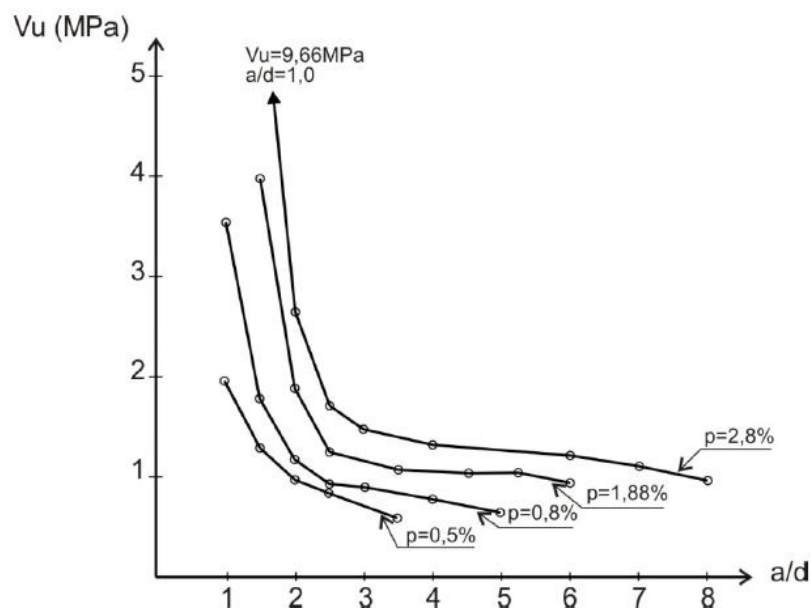 Vu (MPa)
Vu=9,66MPa
a/d=1,0
5
4
3
2
1
p=2,8%
p=1,88%
p=0,8%
p=0,5%
1 2 3 4 5 6 7 8
a/d